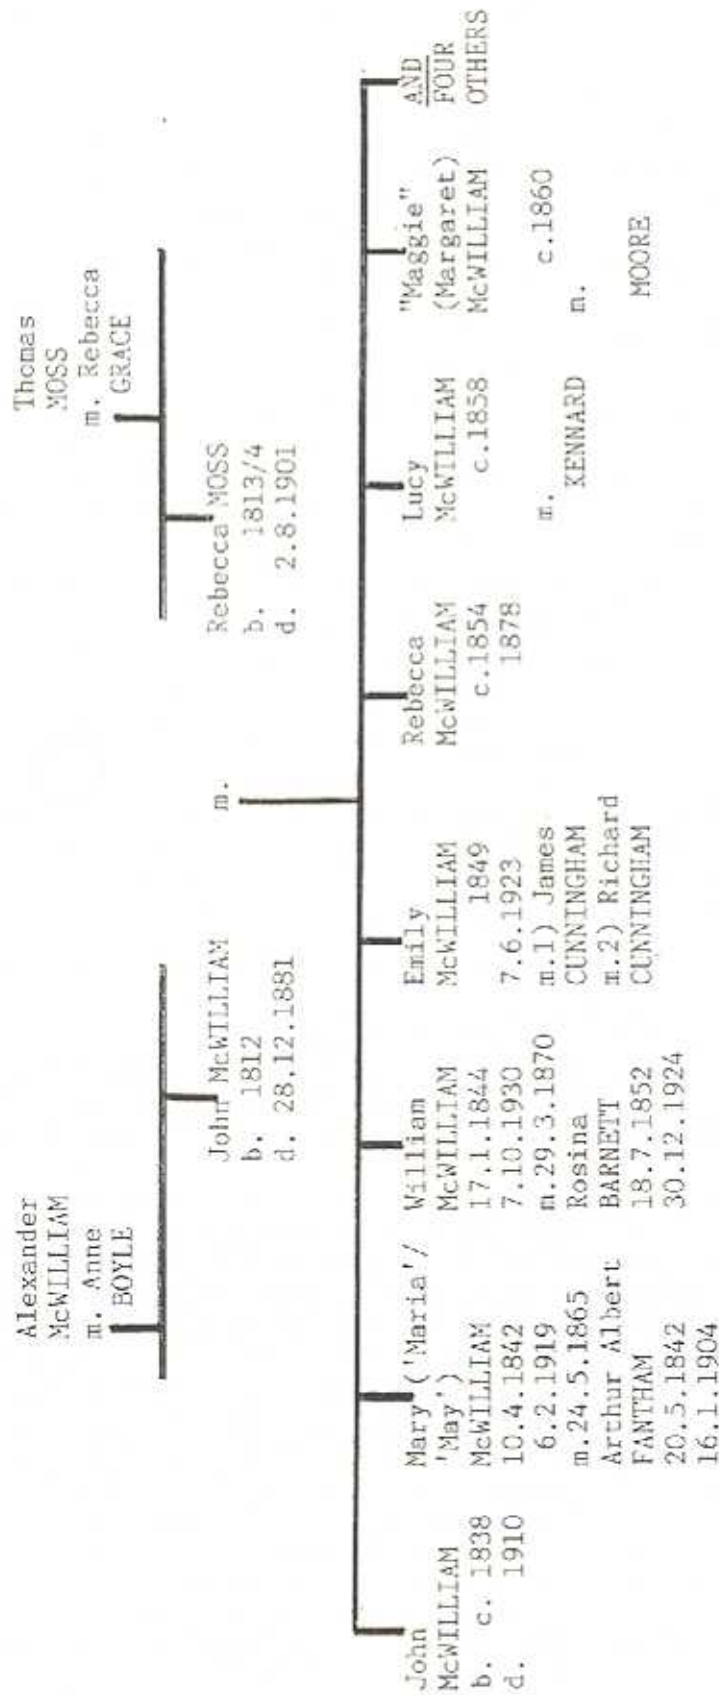 Alexander
McWILLIAM
m. Anne
BOYLE
Thomas
MOSS
m. Rebecca
GRACE
John McWILLIAM
b. 1812
d. 28.12.1881
m.
Rebecca MOSS
b. 1813/4
d. 2.8.1901
John
McWILLIAM
b. c. 1838
d. 1910
Mary ('Maria'/
'May')
McWILLIAM
10.4.1842
6.2.1919
m.24.5.1865
Arthur Albert
FANTHAM
20.5.1842
16.1.1904
William
McWILLIAM
17.1.1844
7.10.1930
m.29.3.1870
Rosina
BARNETT
18.7.1852
30.12.1924
Emily
McWILLIAM
1849
7.6.1923
m.1) James
CUNNINGHAM
m.2) Richard
CUNNINGHAM
Rebecca
McWILLIAM
c.1854
1878
Lucy
McWILLIAM
c.1858
m.
KENNARD
"Maggie"
(Margaret)
McWILLIAM
c.1860
m.
MOORE
AND
FOUR
OTHERS